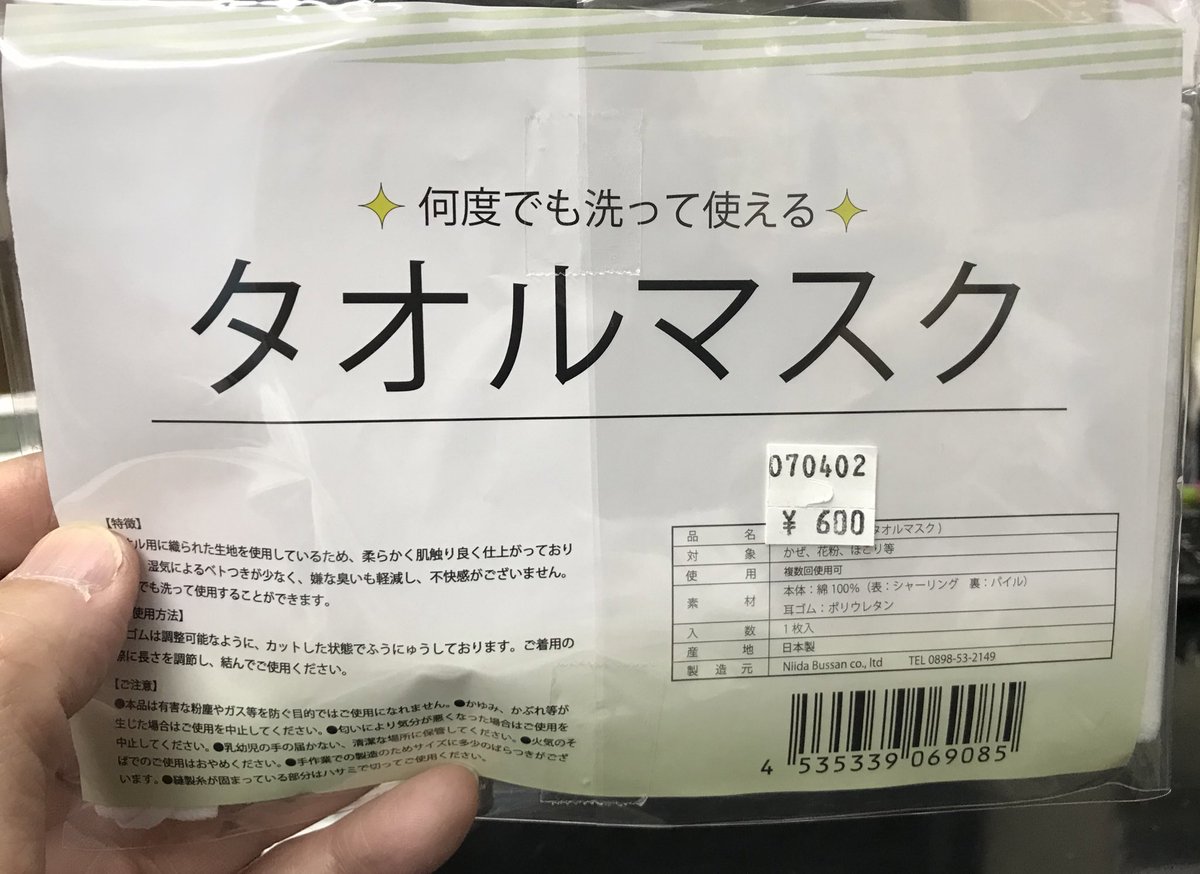 何度でも洗って使える
タオルマスク
070402
¥ 600
【特徴】
ル用に織られた生地を使用しているため、柔らかく肌触り良く仕上がっており
湿気によるベトつきが少なく、嫌な臭いも軽減し、不快感がございません。
でも洗って使用することができます。
使用方法】
ゴムは調整可能なように、カットした状態でふうにゅうしております。ご着用の
際に長さを調節し、結んでご使用ください。
【ご注意】
●本品は有害な粉塵やガス等を防ぐ目的ではご使用になれません。●かゆみ、かぶれ等が
生じた場合はご使用を中止してください。●匂いにより気分が悪くなった場合はご使用を
中止してください。●乳幼児の手の届かない、清潔な場所に保管してください。●火気のそ
ばでのご使用はおやめください。●手作業での製造のためサイズに多少のばらつきがござ
います。●縫製糸が固まっている部分はハサミで切ってご使用ください。
品名 タオルマスク)
対象 かぜ、花粉、ほこり等
使用 複数回使用可
素材 本体:綿100%(表:シャーリング 裏:パイル)
耳ゴム:ポリウレタン
入数 1枚入
産地 日本製
製造元 Niida Bussan co., ltd TEL 0898-53-2149
4 535339 069085